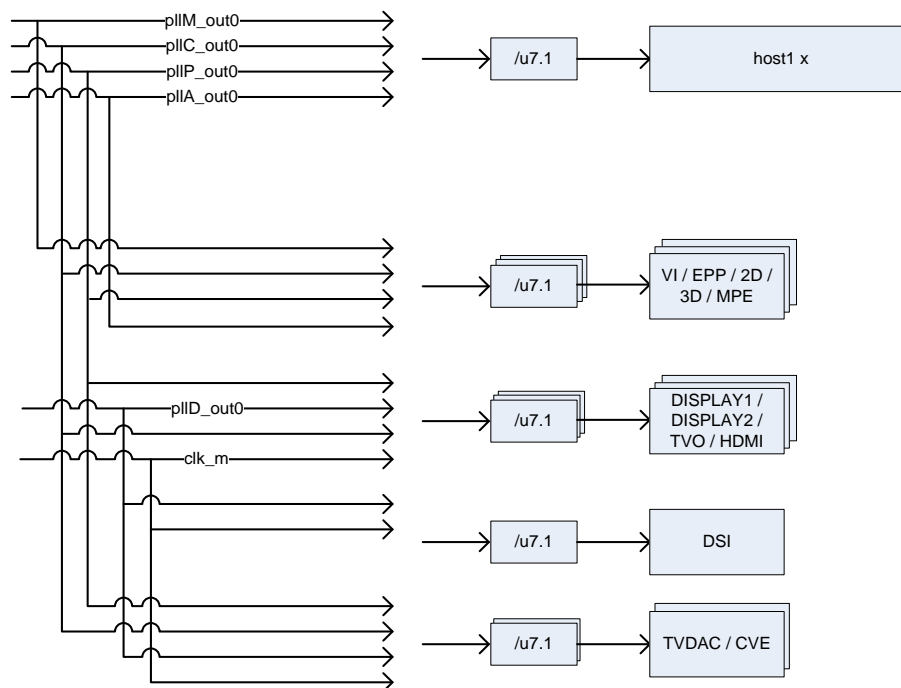 pllM_out0
pllC_out0
pllP_out0
pllA_out0
/u7.1
host1 x
/u7.1
VI / EPP / 2D /
3D / MPE
pllD_out0
clk_m
/u7.1
DISPLAY1 /
DISPLAY2 /
TVO / HDMI
/u7.1
DSI
/u7.1
TVDAC / CVE